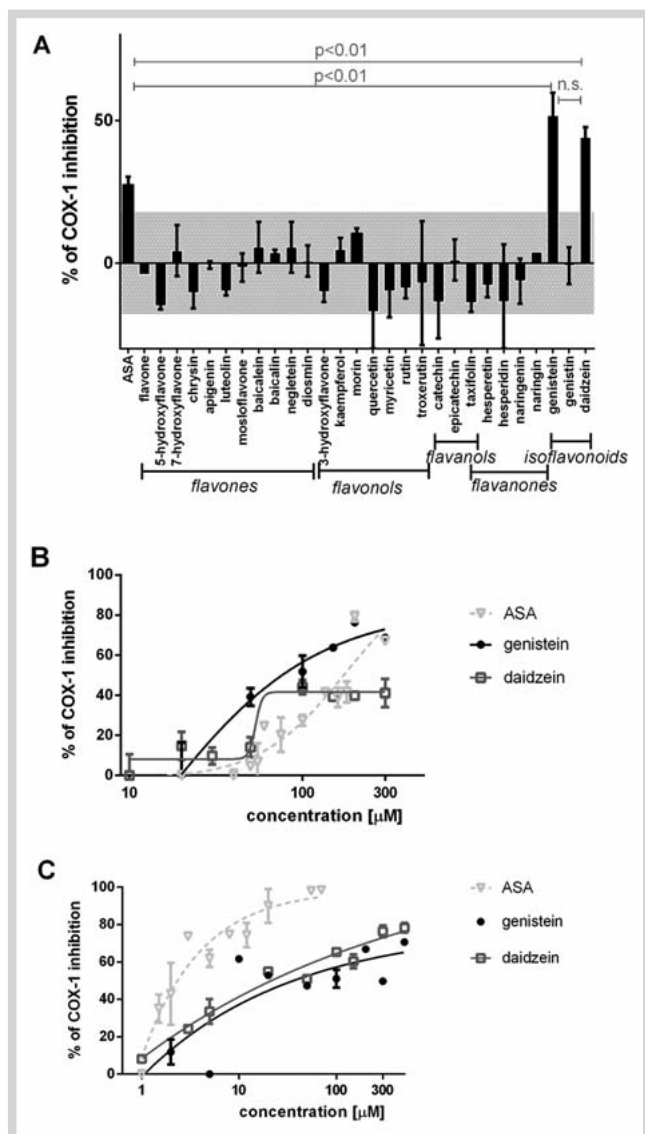 A
p<0.01
p<0.01
n.s.
% of COX-1 inhibition
50
0
ASA
flavone
5-hydroxyflavone
7-hydroxyflavone
chrysin
apigenin
luteolin
mosloflavone
baicalein
baicalin
negletein
diosmin
3-hydroxyflavone
kaempferol
morin
quercetin
myricetin
rutin
troxerutin
catechin
epicatechin
taxifolin
hesperetin
hesperidin
naringenin
naringin
genistein
genistin
daidzein
flavones
flavonols
flavanols
flavanones
isoflavonoids
B
% of COX-1 inhibition
100
80
60
40
20
0
10
100
300
concentration [µM]
ASA
genistein
daidzein
C
% of COX-1 inhibition
100
80
60
40
20
0
1
10
100
300
concentration [µM]
ASA
genistein
daidzein